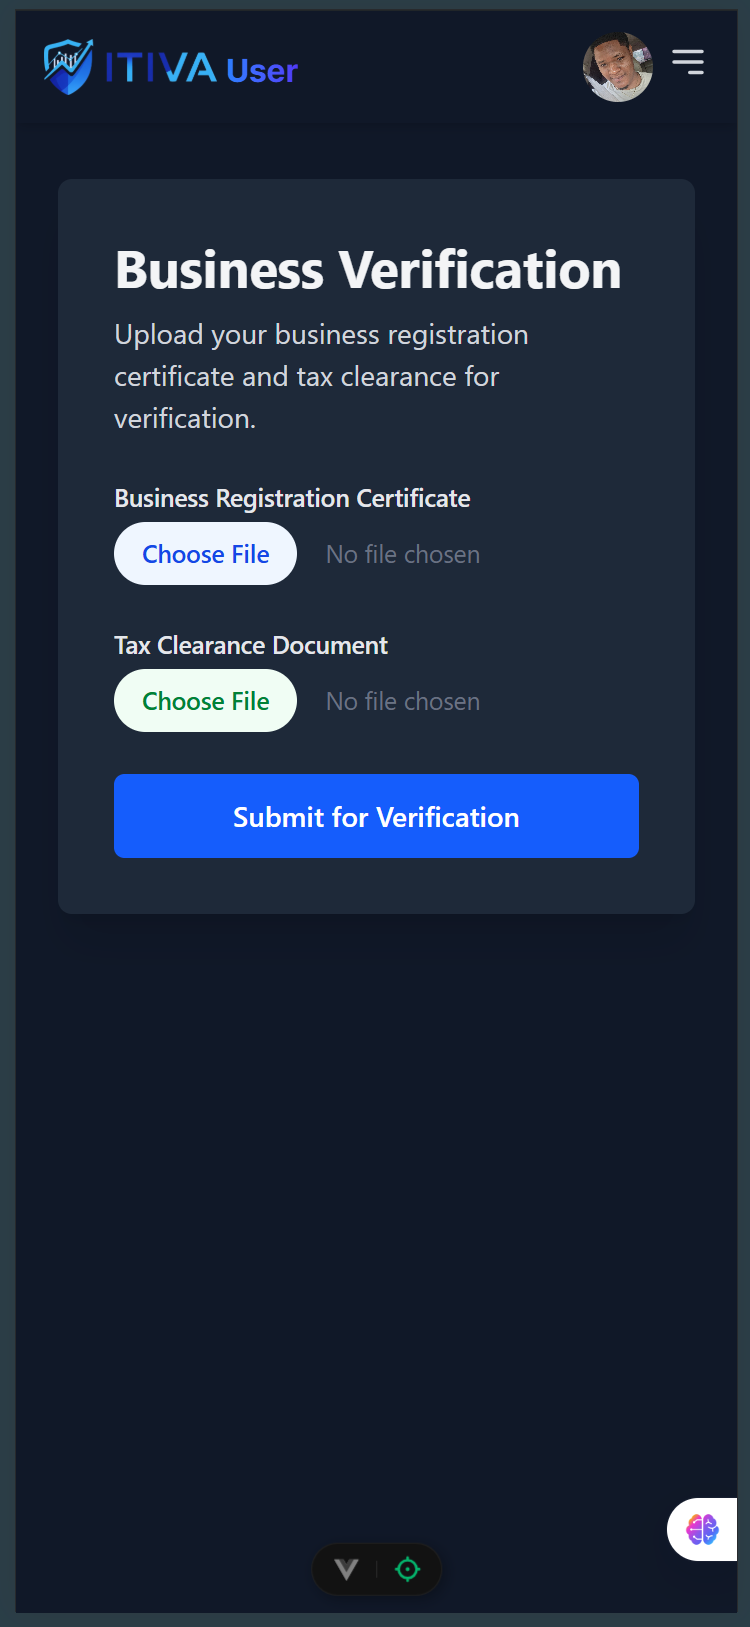 ITIVA User
Business Verification
Upload your business registration
certificate and tax clearance for
verification.
Business Registration Certificate
Choose File No file chosen
Tax Clearance Document
Choose File No file chosen
Submit for Verification